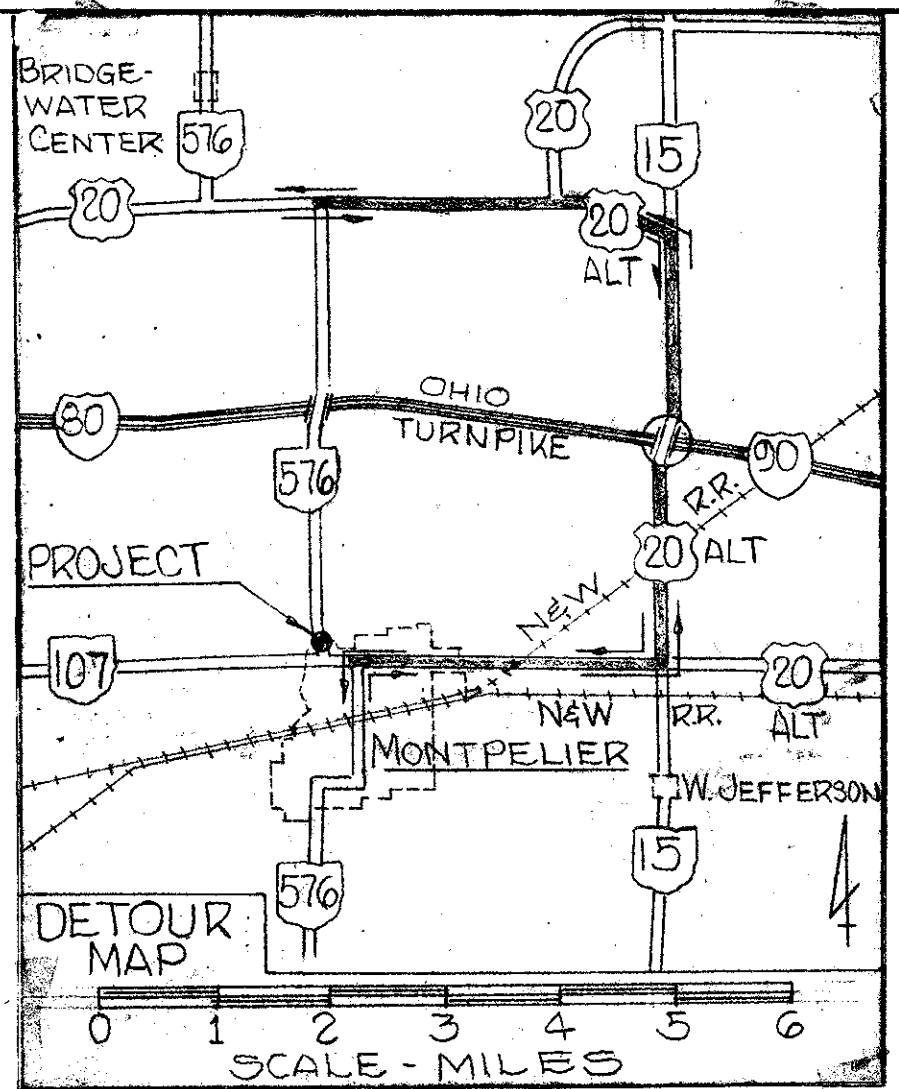 BRIDGE-
WATER
CENTER
576
20
15
20
20
ALT
80
OHIO
TURNPIKE
90
576
R.R.
20 ALT
PROJECT
N&W
107
20
ALT
N&W R.R.
MONTPELIER
W. JEFFERSON
15
576
DETOUR
MAP
0 1 2 3 4 5 6
SCALE - MILES